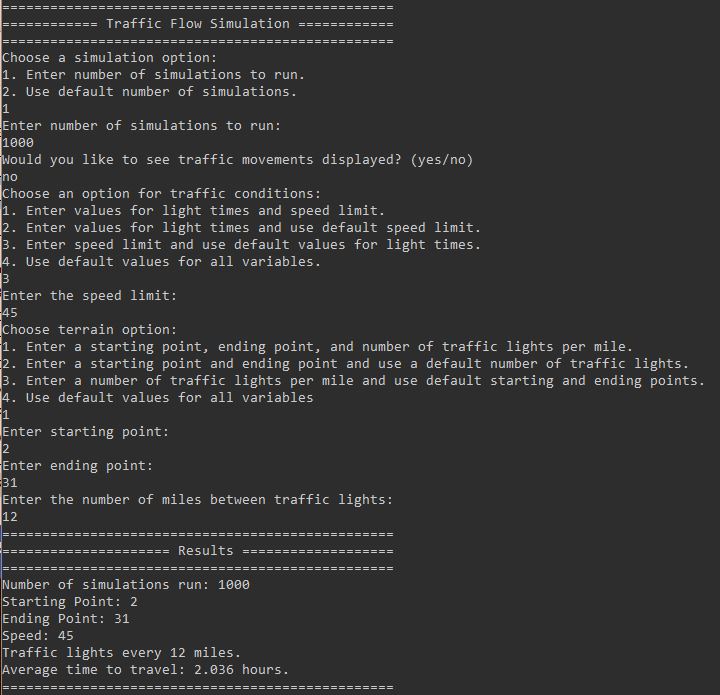 =================================================
============ Traffic Flow Simulation ============
=================================================
Choose a simulation option:
1. Enter number of simulations to run.
2. Use default number of simulations.
1
Enter number of simulations to run:
1000
Would you like to see traffic movements displayed? (yes/no)
no
Choose an option for traffic conditions:
1. Enter values for light times and speed limit.
2. Enter values for light times and use default speed limit.
3. Enter speed limit and use default values for light times.
4. Use default values for all variables.
3
Enter the speed limit:
45
Choose terrain option:
1. Enter a starting point, ending point, and number of traffic lights per mile.
2. Enter a starting point and ending point and use a default number of traffic lights.
3. Enter a number of traffic lights per mile and use default starting and ending points.
4. Use default values for all variables
1
Enter starting point:
2
Enter ending point:
31
Enter the number of miles between traffic lights:
12
=================================================
===================== Results ===================
=================================================
Number of simulations run: 1000
Starting Point: 2
Ending Point: 31
Speed: 45
Traffic lights every 12 miles.
Average time to travel: 2.036 hours.
=================================================